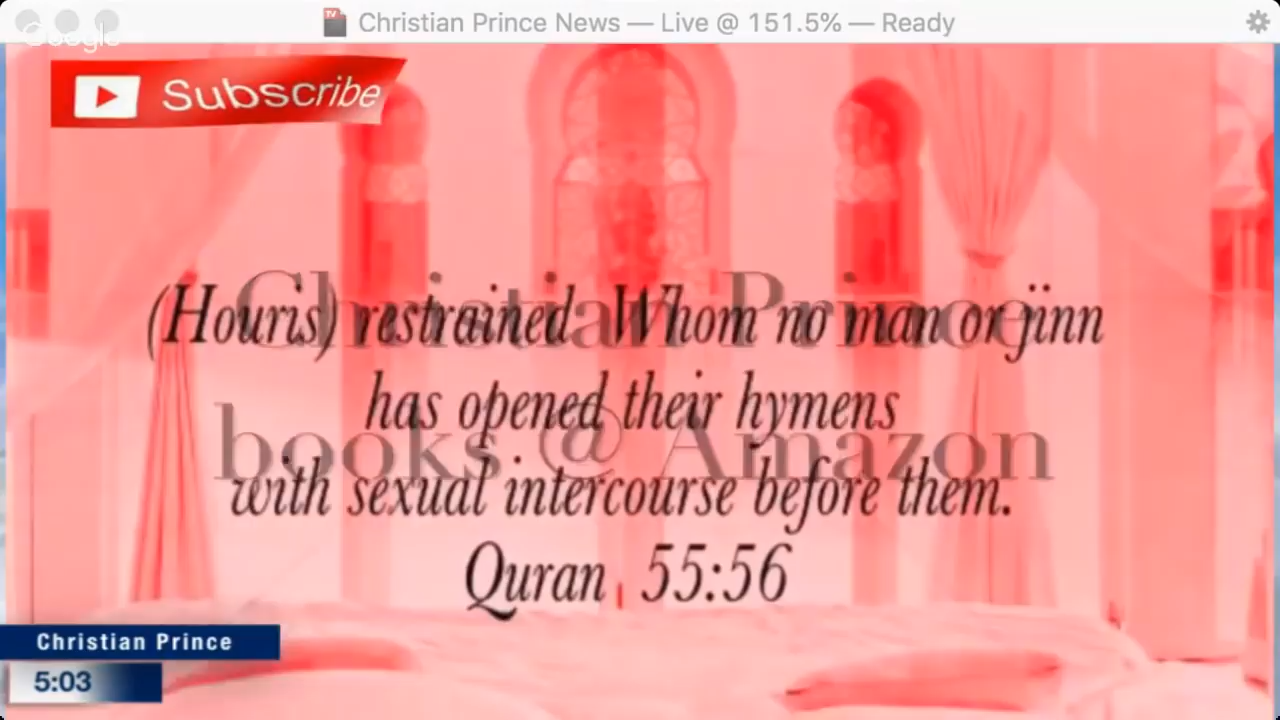 Christian Prince News — Live @ 151.5% — Ready
Google
Subscribe
Christian Prince
(Houris) restrained Whom no man or jinn
has opened their hymens
books @ Amazon
with sexual intercourse before them.
Quran 55:56
Christian Prince
5:03